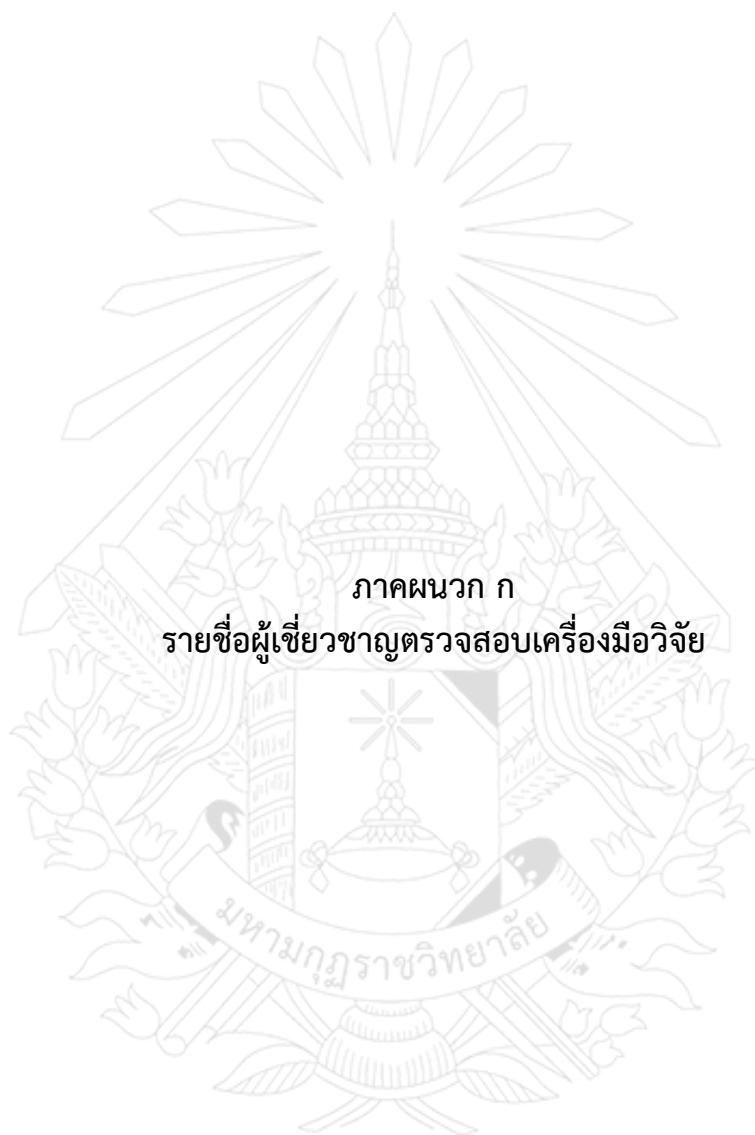 ภาคผนวก ก
รายชื่อผู้เชี่ยวชาญตรวจสอบเครื่องมือวิจัย
มหามกุฏราชวิทยาลัย